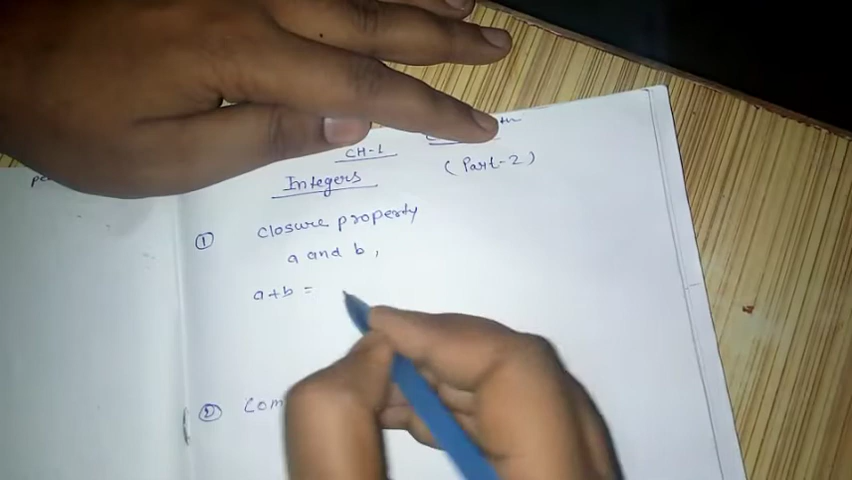 CH-1
Integers (Part-2)
① closure property
a and b,
a+b =
②